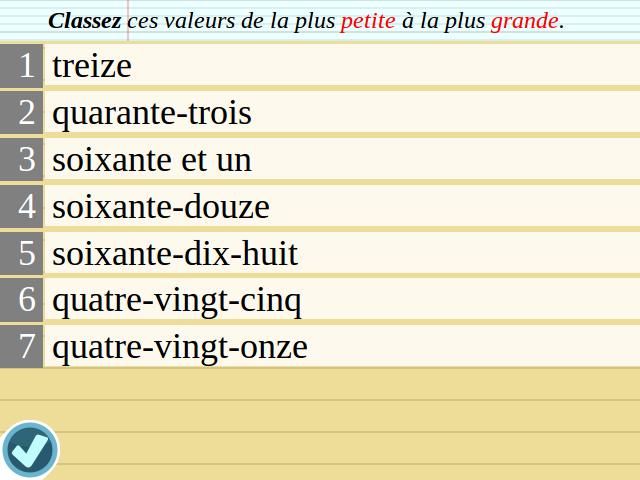 Classez ces valeurs de la plus petite à la plus grande.
1 treize
2 quarante-trois
3 soixante et un
4 soixante-douze
5 soixante-dix-huit
6 quatre-vingt-cinq
7 quatre-vingt-onze